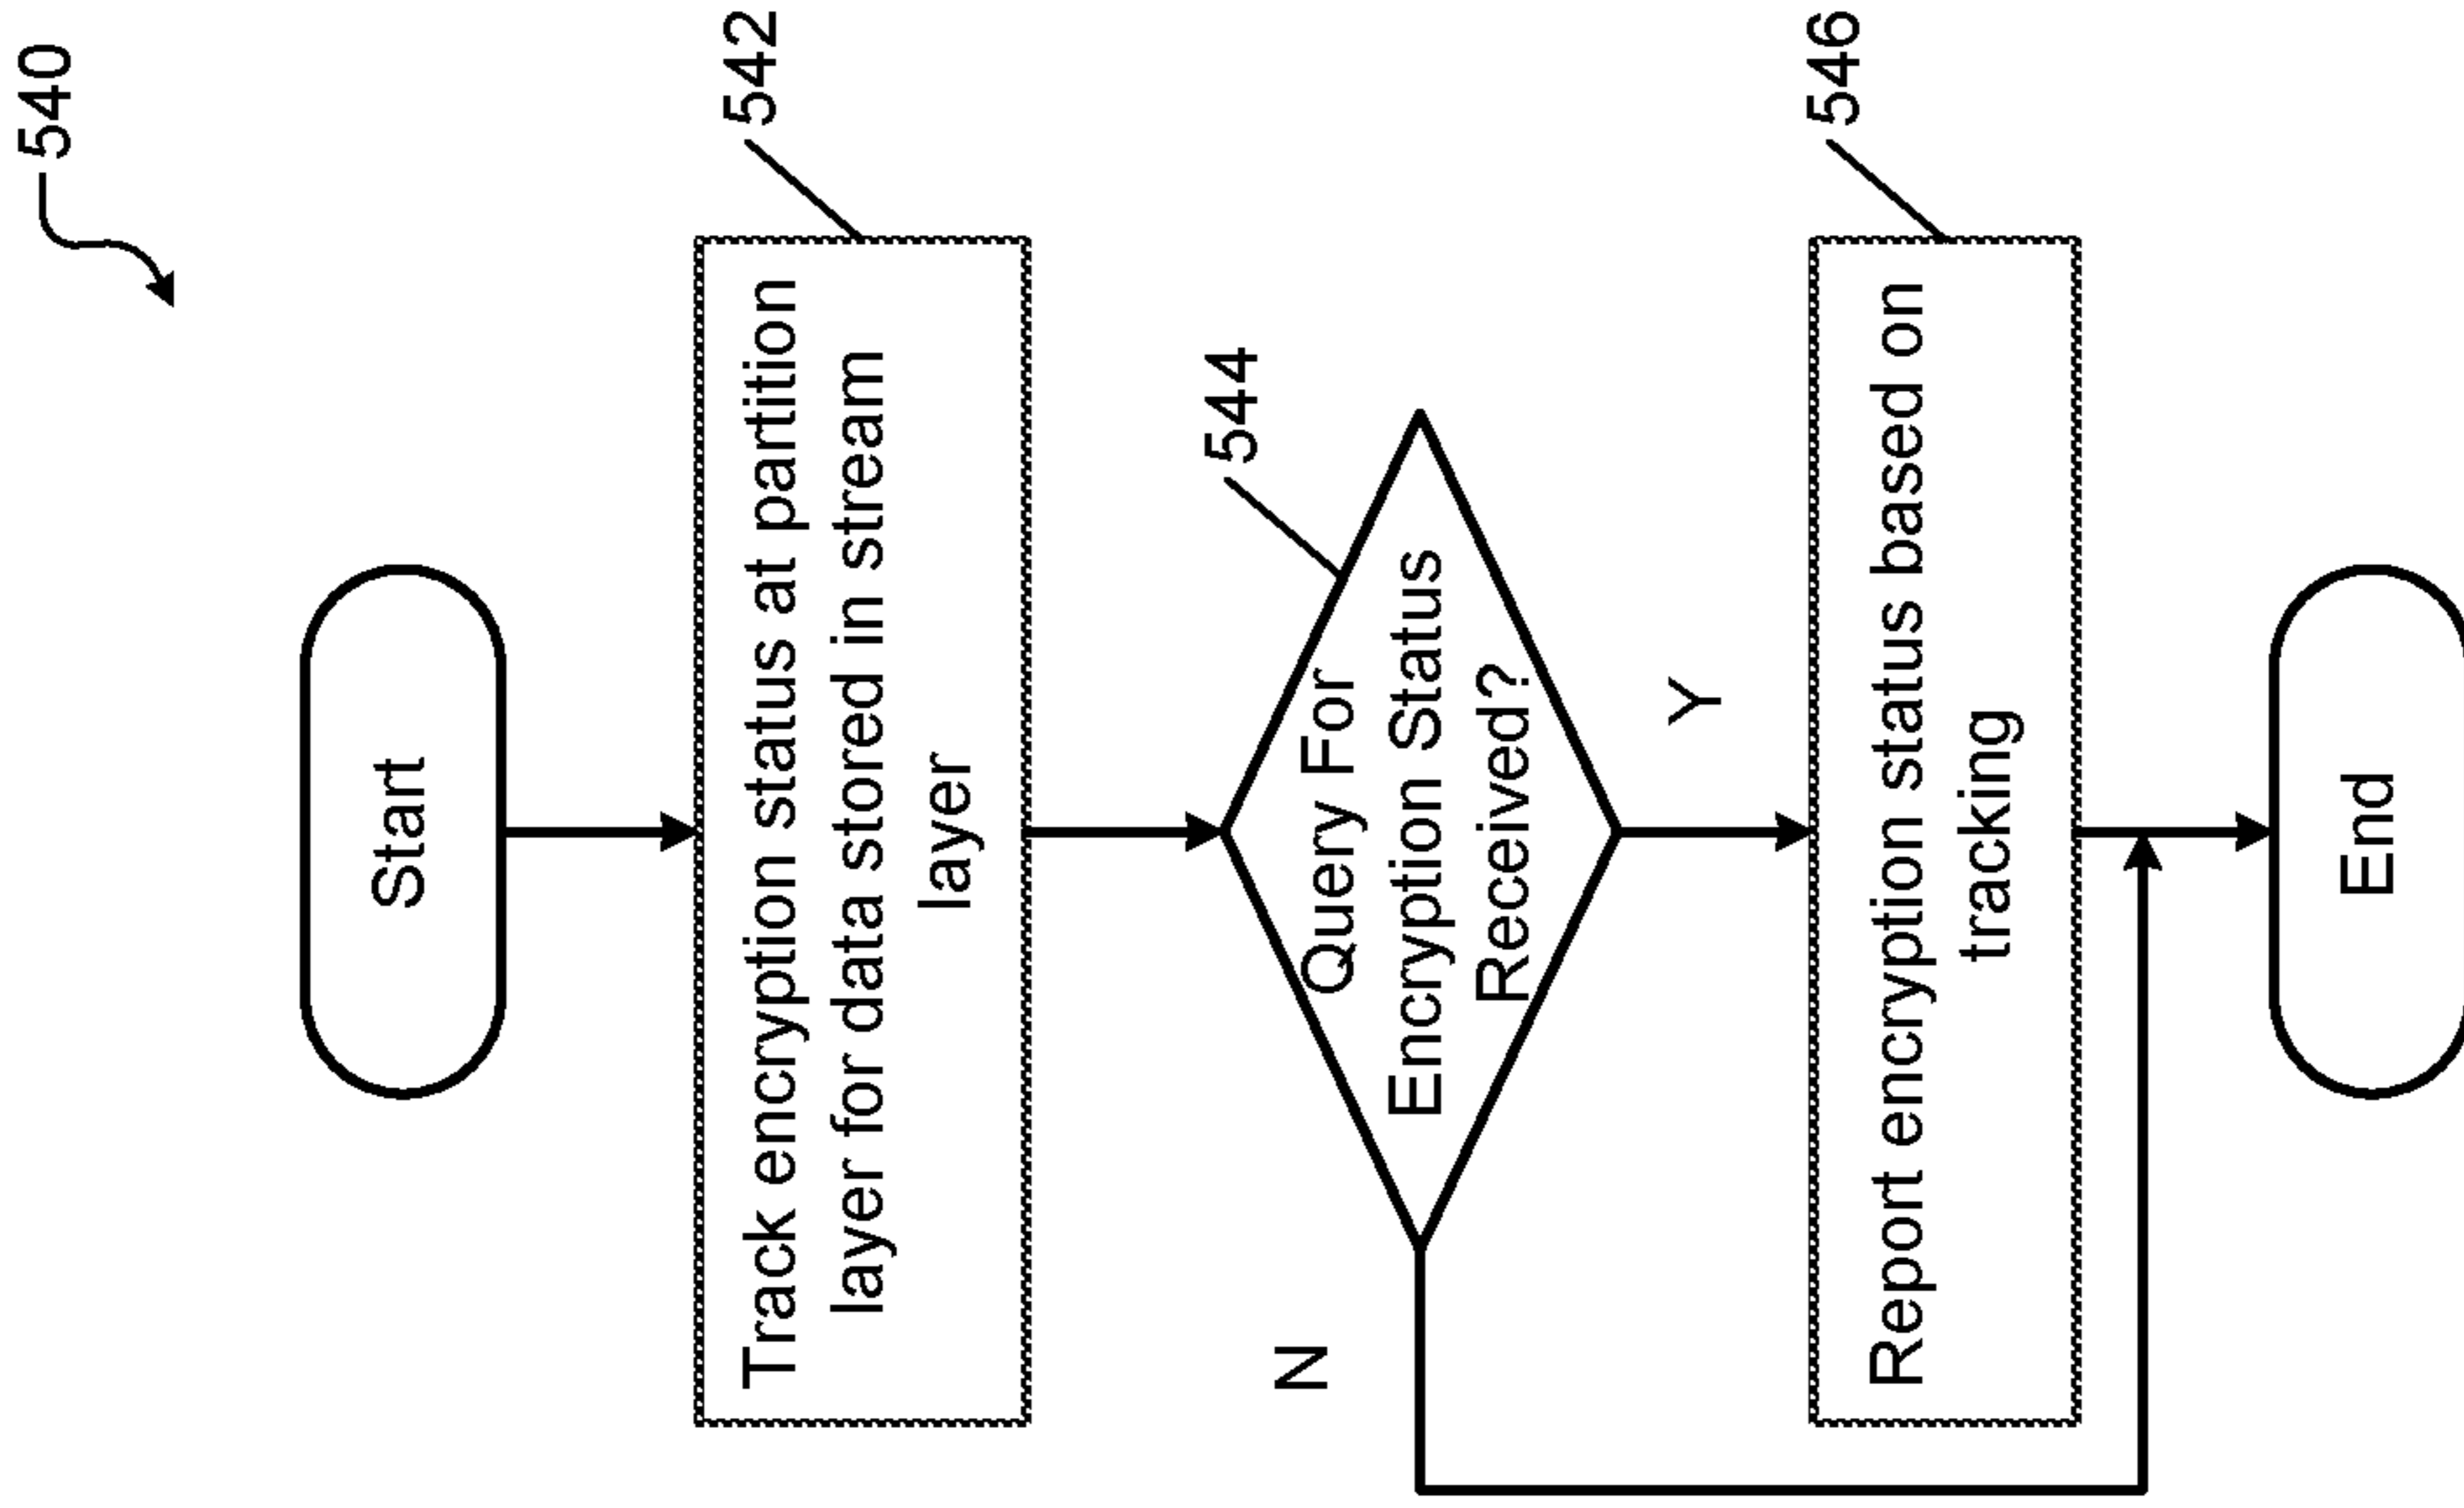 540
Start
542
Track encryption status at partition
layer for data stored in stream
layer
544
Query For
Encryption Status
Received?
N
Y
546
Report encryption status based on
tracking
End